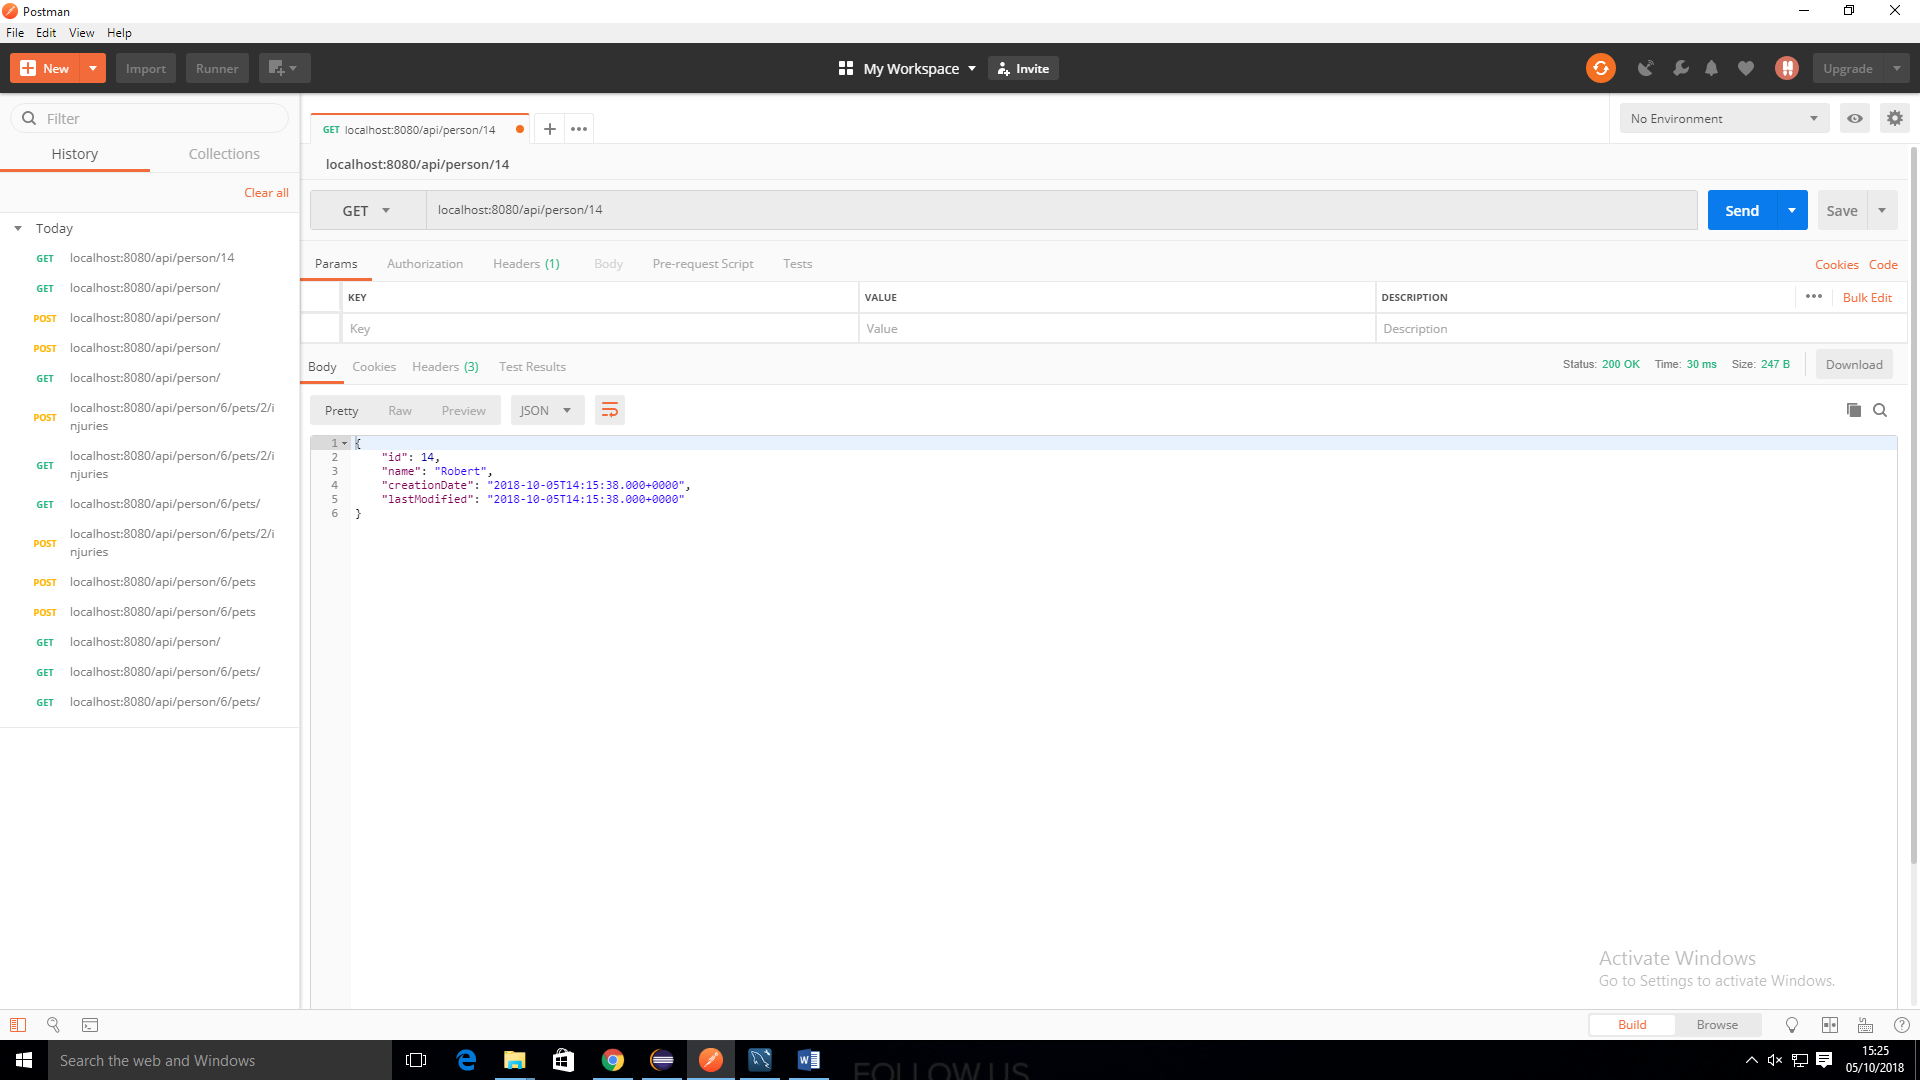 Postman
File Edit View Help
New Import Runner My Workspace Invite Upgrade
Filter
History Collections
Clear all
Today
GET localhost:8080/api/person/14
GET localhost:8080/api/person/
POST localhost:8080/api/person/
POST localhost:8080/api/person/
GET localhost:8080/api/person/
POST localhost:8080/api/person/6/pets/2/i
njuries
GET localhost:8080/api/person/6/pets/2/i
njuries
GET localhost:8080/api/person/6/pets/
POST localhost:8080/api/person/6/pets/2/i
njuries
POST localhost:8080/api/person/6/pets
POST localhost:8080/api/person/6/pets
GET localhost:8080/api/person/
GET localhost:8080/api/person/6/pets/
GET localhost:8080/api/person/6/pets/
GET localhost:8080/api/person/14 No Environment
localhost:8080/api/person/14
GET localhost:8080/api/person/14 Send Save
Params Authorization Headers (1) Body Pre-request Script Tests Cookies Code
KEY VALUE DESCRIPTION Bulk Edit
Key Value Description
Body Cookies Headers (3) Test Results Status: 200 OK Time: 30 ms Size: 247 B Download
Pretty Raw Preview JSON
1 {
2 "id": 14,
3 "name": "Robert",
4 "creationDate": "2018-10-05T14:15:38.000+0000",
5 "lastModified": "2018-10-05T14:15:38.000+0000"
6 }
Activate Windows
Go to Settings to activate Windows.
Build Browse
Search the web and Windows
FOLLOW US
15:25
05/10/2018